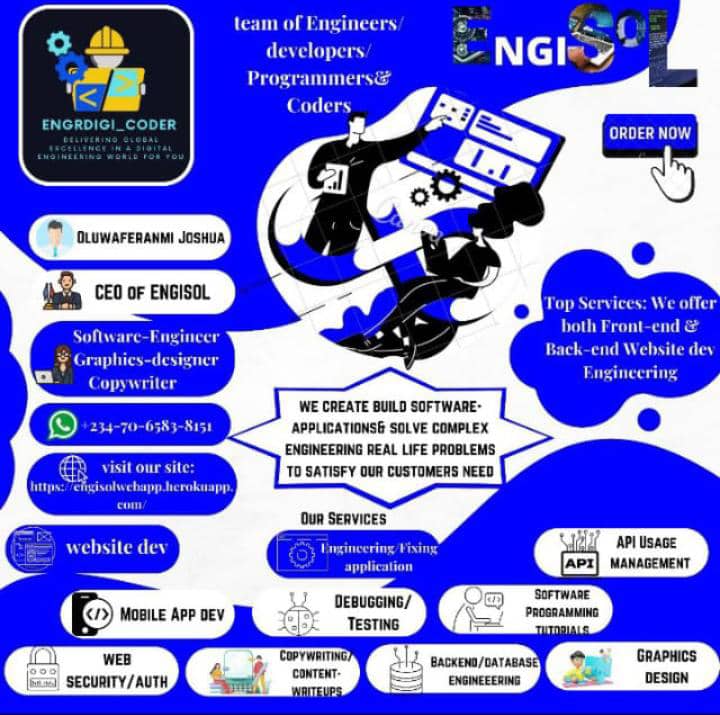 team of Engineers/
developers/
Programmers&
Coders
ENGISOL
ENGRDIGI_CODER
DELIVERING GLOBAL
EXCELLENCE IN A DIGITAL
ENGINEERING WORLD FOR YOU
ORDER NOW
Canva
OLUWAFERANMI JOSHUA
CEO OF ENGISOL
Software-Engineer
Graphics-designer
Copywriter
+234-70-6583-8151
visit our site:
https://engisolwebapp.herokuapp.
com/
Top Services: We offer
both Front-end &
Back-end Website dev
Engineering
WE CREATE BUILD SOFTWARE-
APPLICATIONS& SOLVE COMPLEX
ENGINEERING REAL LIFE PROBLEMS
TO SATISFY OUR CUSTOMERS NEED
OUR SERVICES
website dev
Engineering/Fixing
application
API
API USAGE
MANAGEMENT
MOBILE APP DEV
DEBUGGING/
TESTING
SOFTWARE
PROGRAMMING
TUTORIALS
WEB
SECURITY/AUTH
COPYWRITING/
CONTENT-
WRITEUPS
BACKEND/DATABASE
ENGINEEERING
GRAPHICS
DESIGN